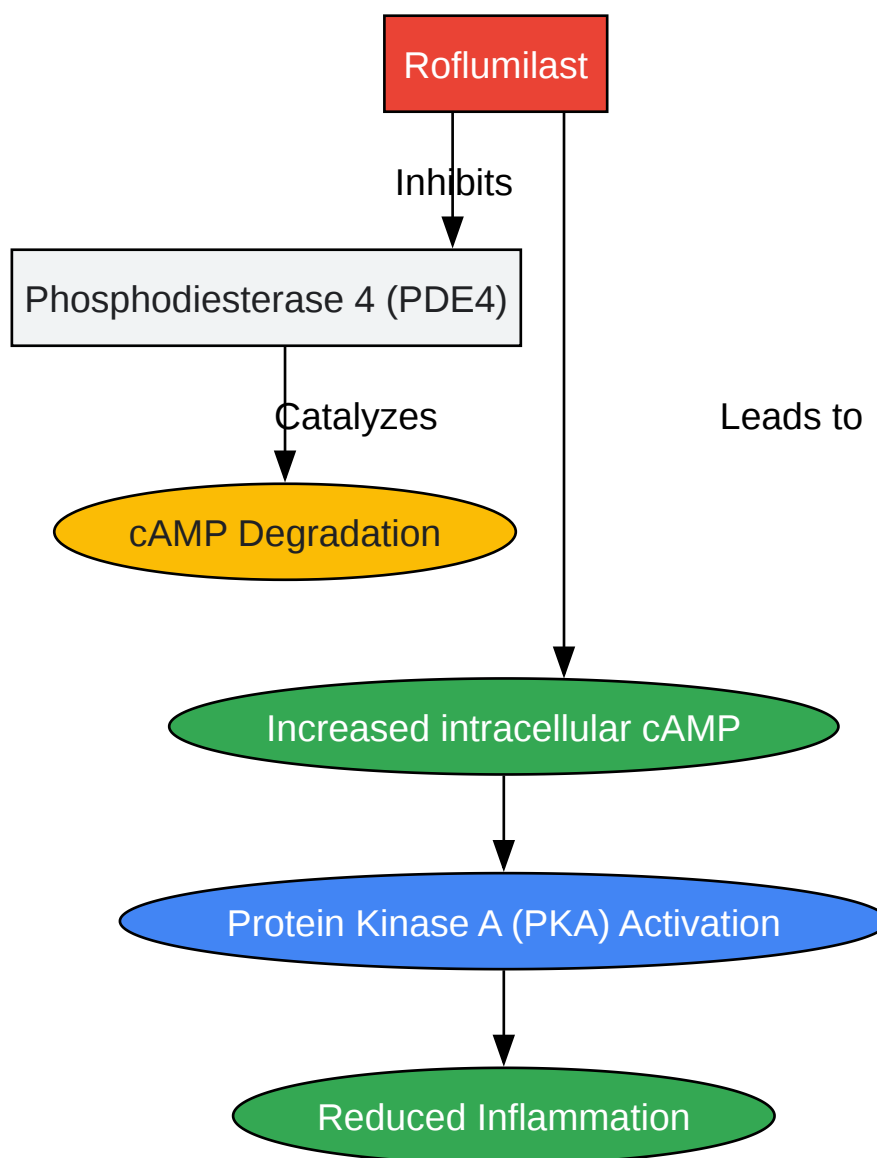 Roflumilast
Inhibits
Phosphodiesterase 4 (PDE4)
Catalyzes
Leads to
cAMP Degradation
Increased intracellular cAMP
Protein Kinase A (PKA) Activation
Reduced Inflammation